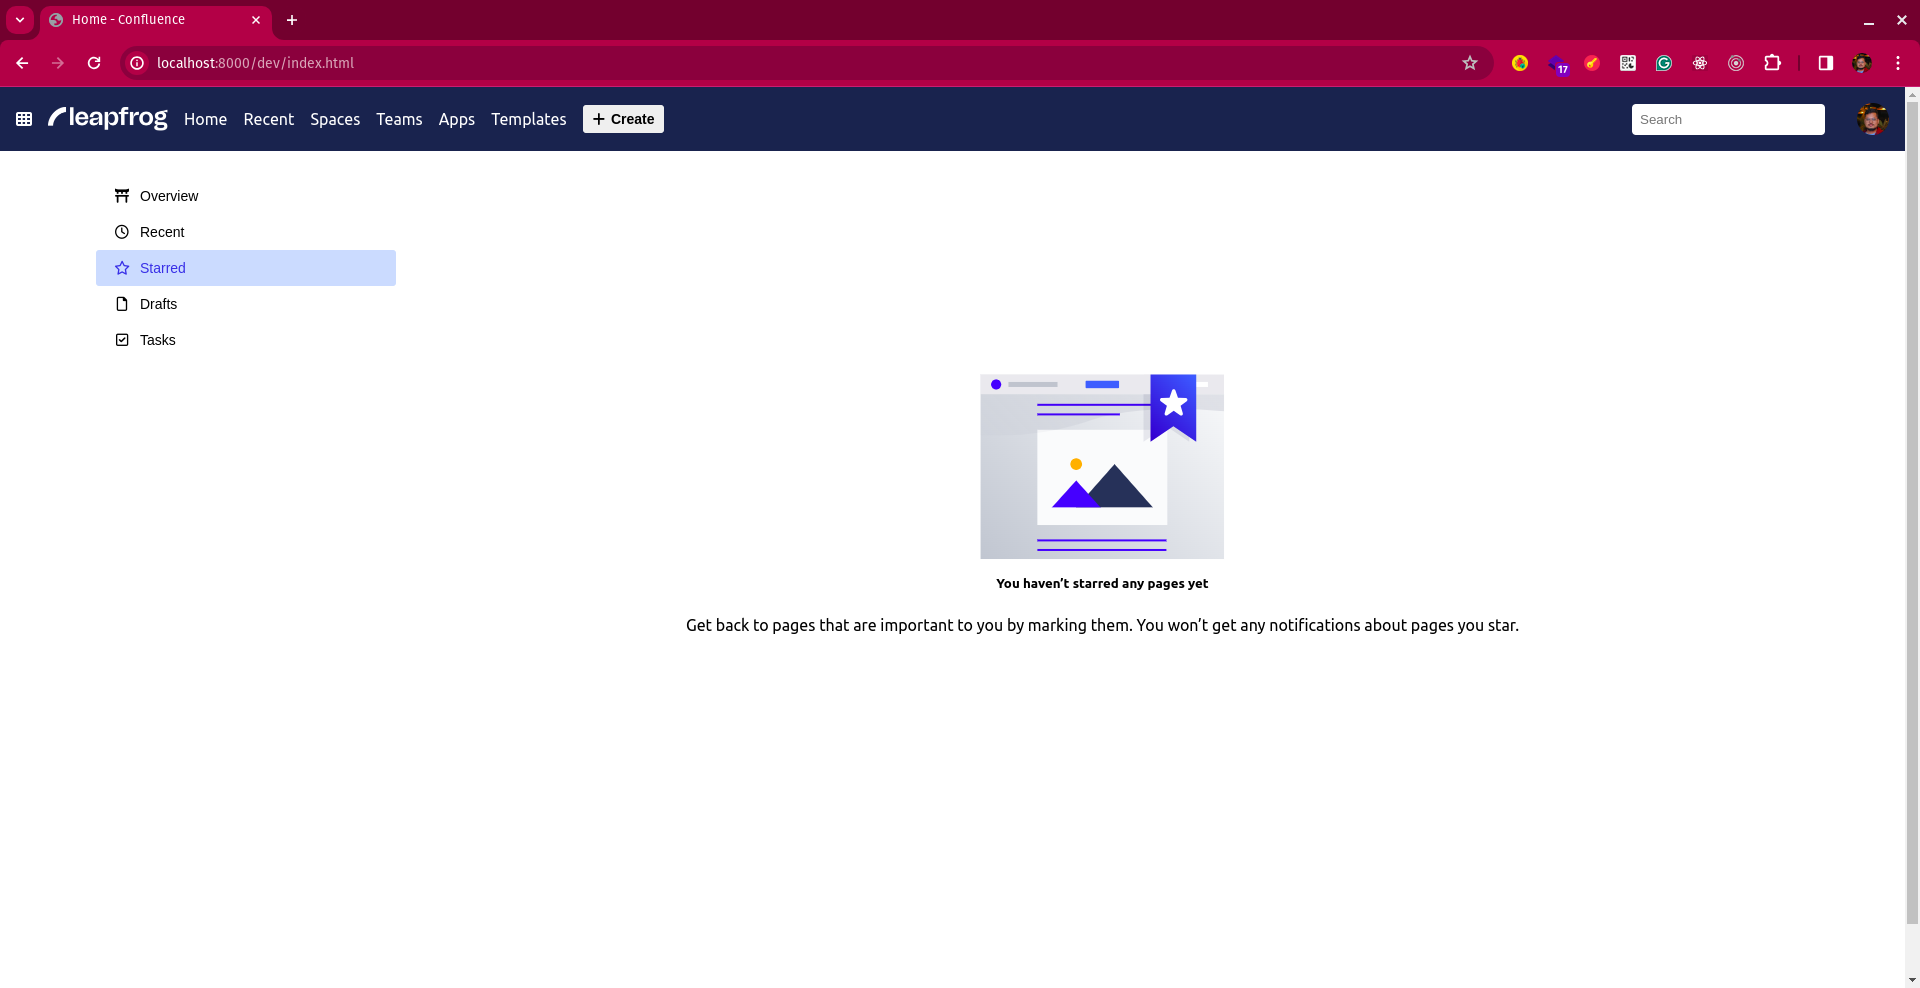 Home - Confluence
localhost:8000/dev/index.html
17
leapfrog Home Recent Spaces Teams Apps Templates + Create Search
Overview
Recent
Starred
Drafts
Tasks
You haven’t starred any pages yet
Get back to pages that are important to you by marking them. You won’t get any notifications about pages you star.